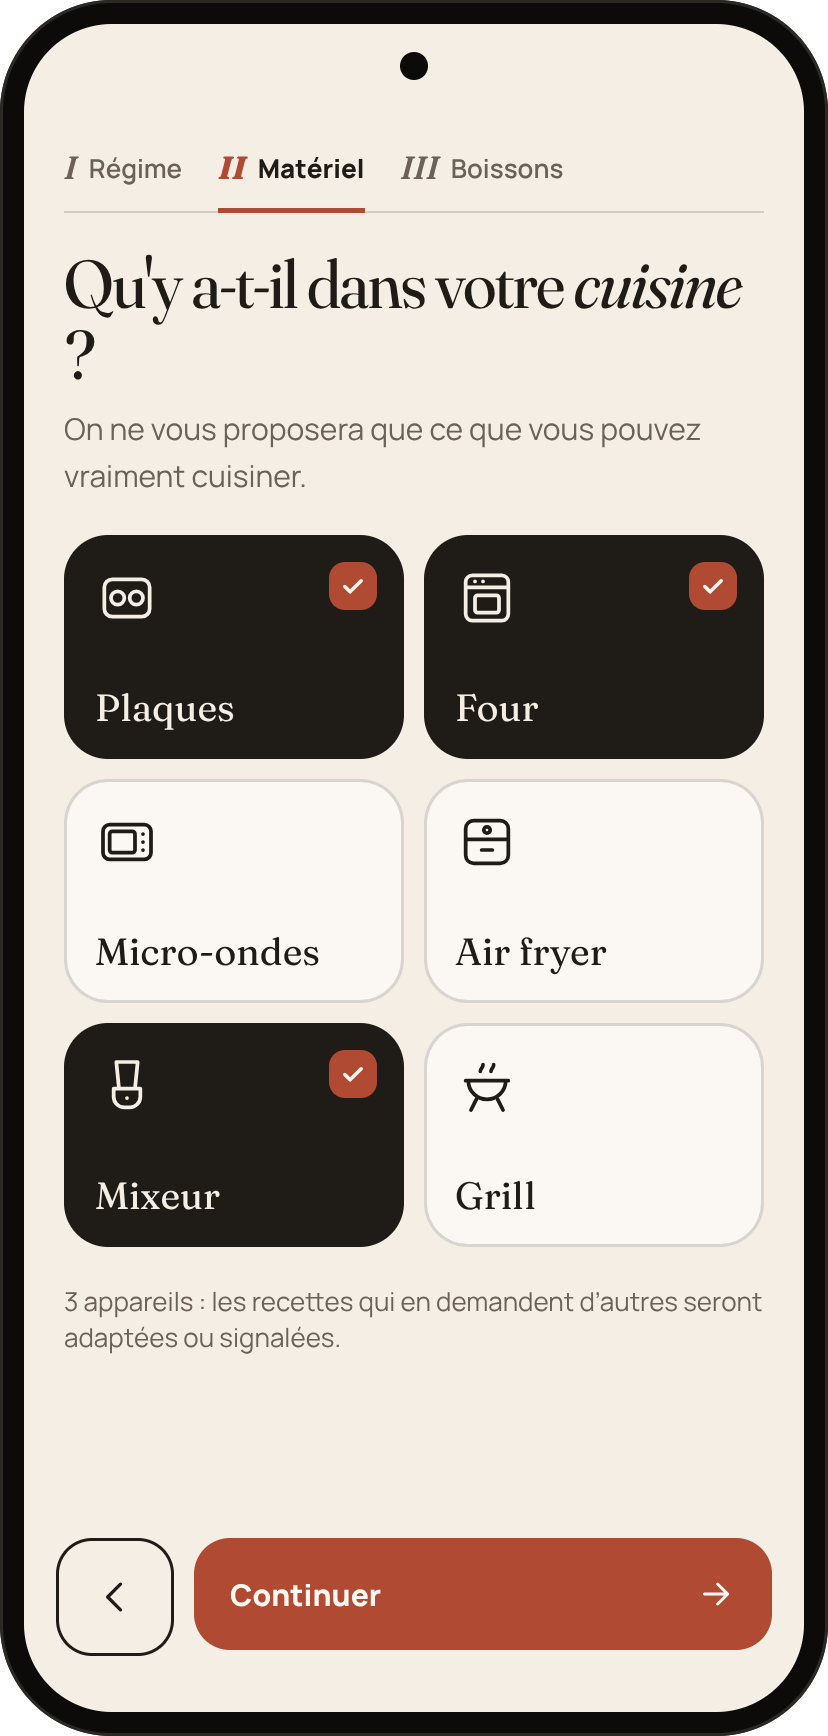 I Régime II Matériel III Boissons
Qu'y a-t-il dans votre cuisine
?
On ne vous proposera que ce que vous pouvez
vraiment cuisiner.
Plaques
Four
Micro-ondes
Air fryer
Mixeur
Grill
3 appareils : les recettes qui en demandent d’autres seront
adaptées ou signalées.
Continuer